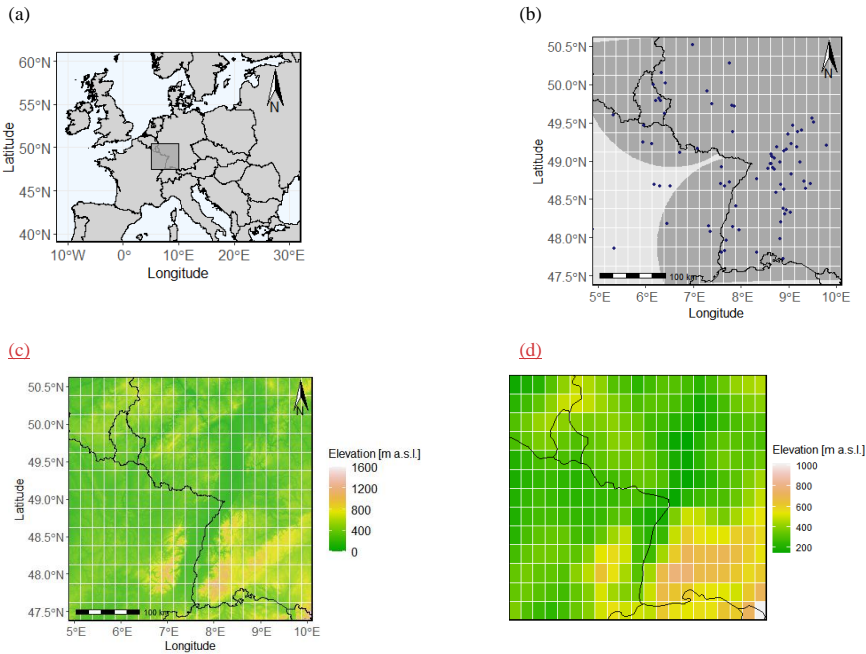 (a)
60°N
55°N
50°N
45°N
40°N
Latitude
N
10°W 0° 10°E 20°E 30°E
Longitude
(b)
50.5°N
50.0°N
49.5°N
49.0°N
48.5°N
48.0°N
47.5°N
Latitude
N
100 km
5°E 6°E 7°E 8°E 9°E 10°E
Longitude
(c)
50.5°N
50.0°N
49.5°N
49.0°N
48.5°N
48.0°N
47.5°N
Latitude
N
100 km
5°E 6°E 7°E 8°E 9°E 10°E
Longitude
Elevation [m a.s.l.]
1600
1200
800
400
0
(d)
Elevation [m a.s.l.]
1000
800
600
400
200